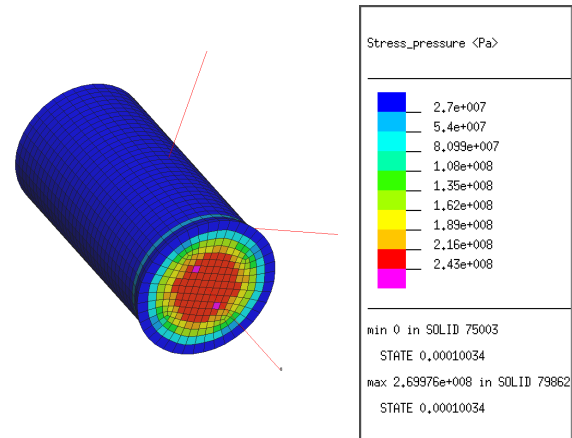 Stress_pressure <Pa>
2.7e+007
5.4e+007
8.099e+007
1.08e+008
1.35e+008
1.62e+008
1.89e+008
2.16e+008
2.43e+008
min 0 in SOLID 75003
STATE 0.00010034
max 2.69976e+008 in SOLID 79862
STATE 0.00010034